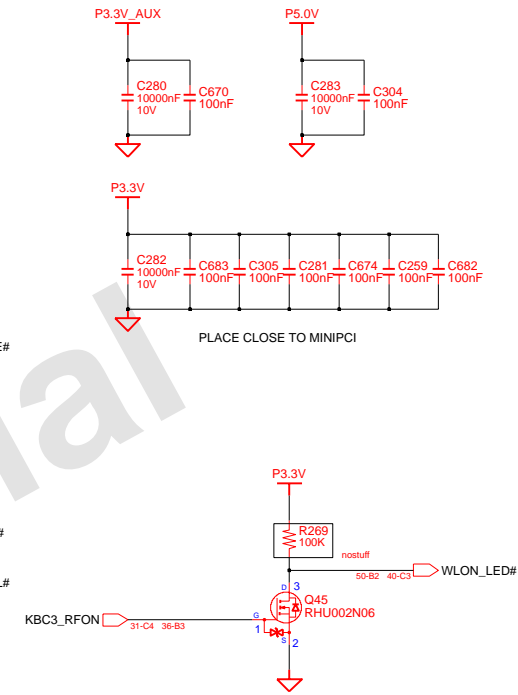 P3.3V_AUX
P5.0V
C280
10000nF
10V
C670
100nF
C283
10000nF
10V
C304
100nF
P3.3V
C282
10000nF
10V
C683
100nF
C305
100nF
C281
100nF
C674
100nF
C259
100nF
C682
100nF
PLACE CLOSE TO MINIPCI
E#
nal
#
L#
P3.3V
R269
100K
nostuff
50-B2 40-C3
WLON_LED#
D 3
Q45
RHU002N06
KBC3_RFON
31-C4 36-B3
G
1
S 2